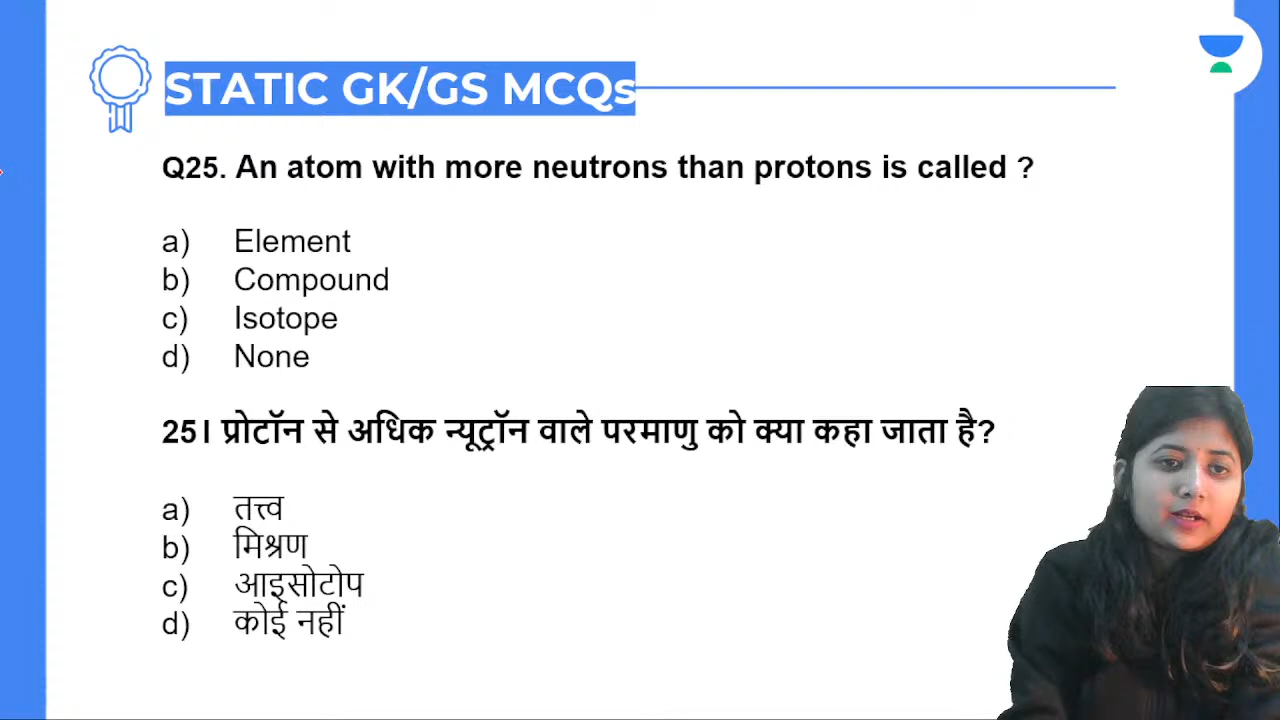 STATIC GK/GS MCQs
Q25. An atom with more neutrons than protons is called ?
a) Element
b) Compound
c) Isotope
d) None
25। प्रोटॉन से अधिक न्यूट्रॉन वाले परमाणु को क्या कहा जाता है?
a) तत्त्व
b) मिश्रण
c) आइसोटोप
d) कोई नहीं